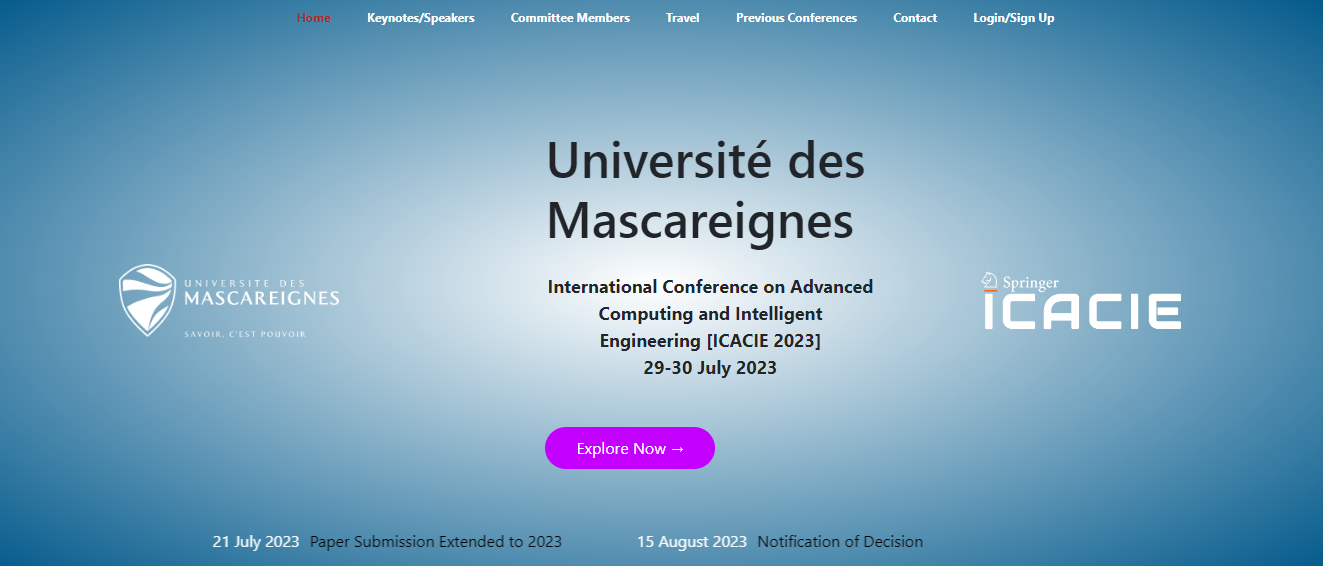 Home Keynotes/Speakers Committee Members Travel Previous Conferences Contact Login/Sign Up
Université des
Mascareignes
UNIVERSITÉ DES
MASCAREIGNES
SAVOIR, C'EST POUVOIR
International Conference on Advanced
Computing and Intelligent
Engineering [ICACIE 2023]
29-30 July 2023
Springer
ICACIE
Explore Now →
21 July 2023 Paper Submission Extended to 2023 15 August 2023 Notification of Decision